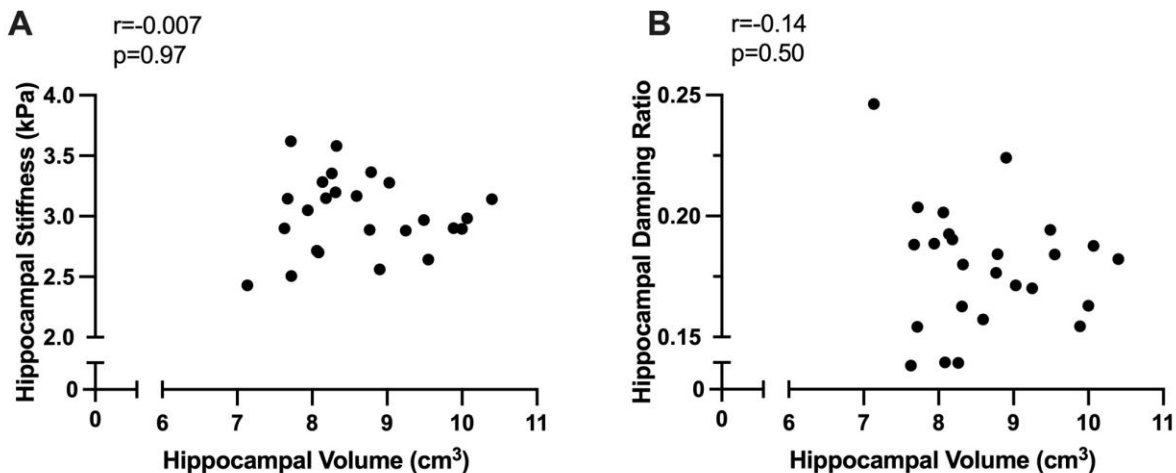 A
r=-0.007
p=0.97
Hippocampal Stiffness (kPa)
4.0
3.5
3.0
2.5
2.0
0
0
6
7
8
9
10
11
Hippocampal Volume (cm³)
B
r=-0.14
p=0.50
Hippocampal Damping Ratio
0.25
0.20
0.15
0
0
6
7
8
9
10
11
Hippocampal Volume (cm³)